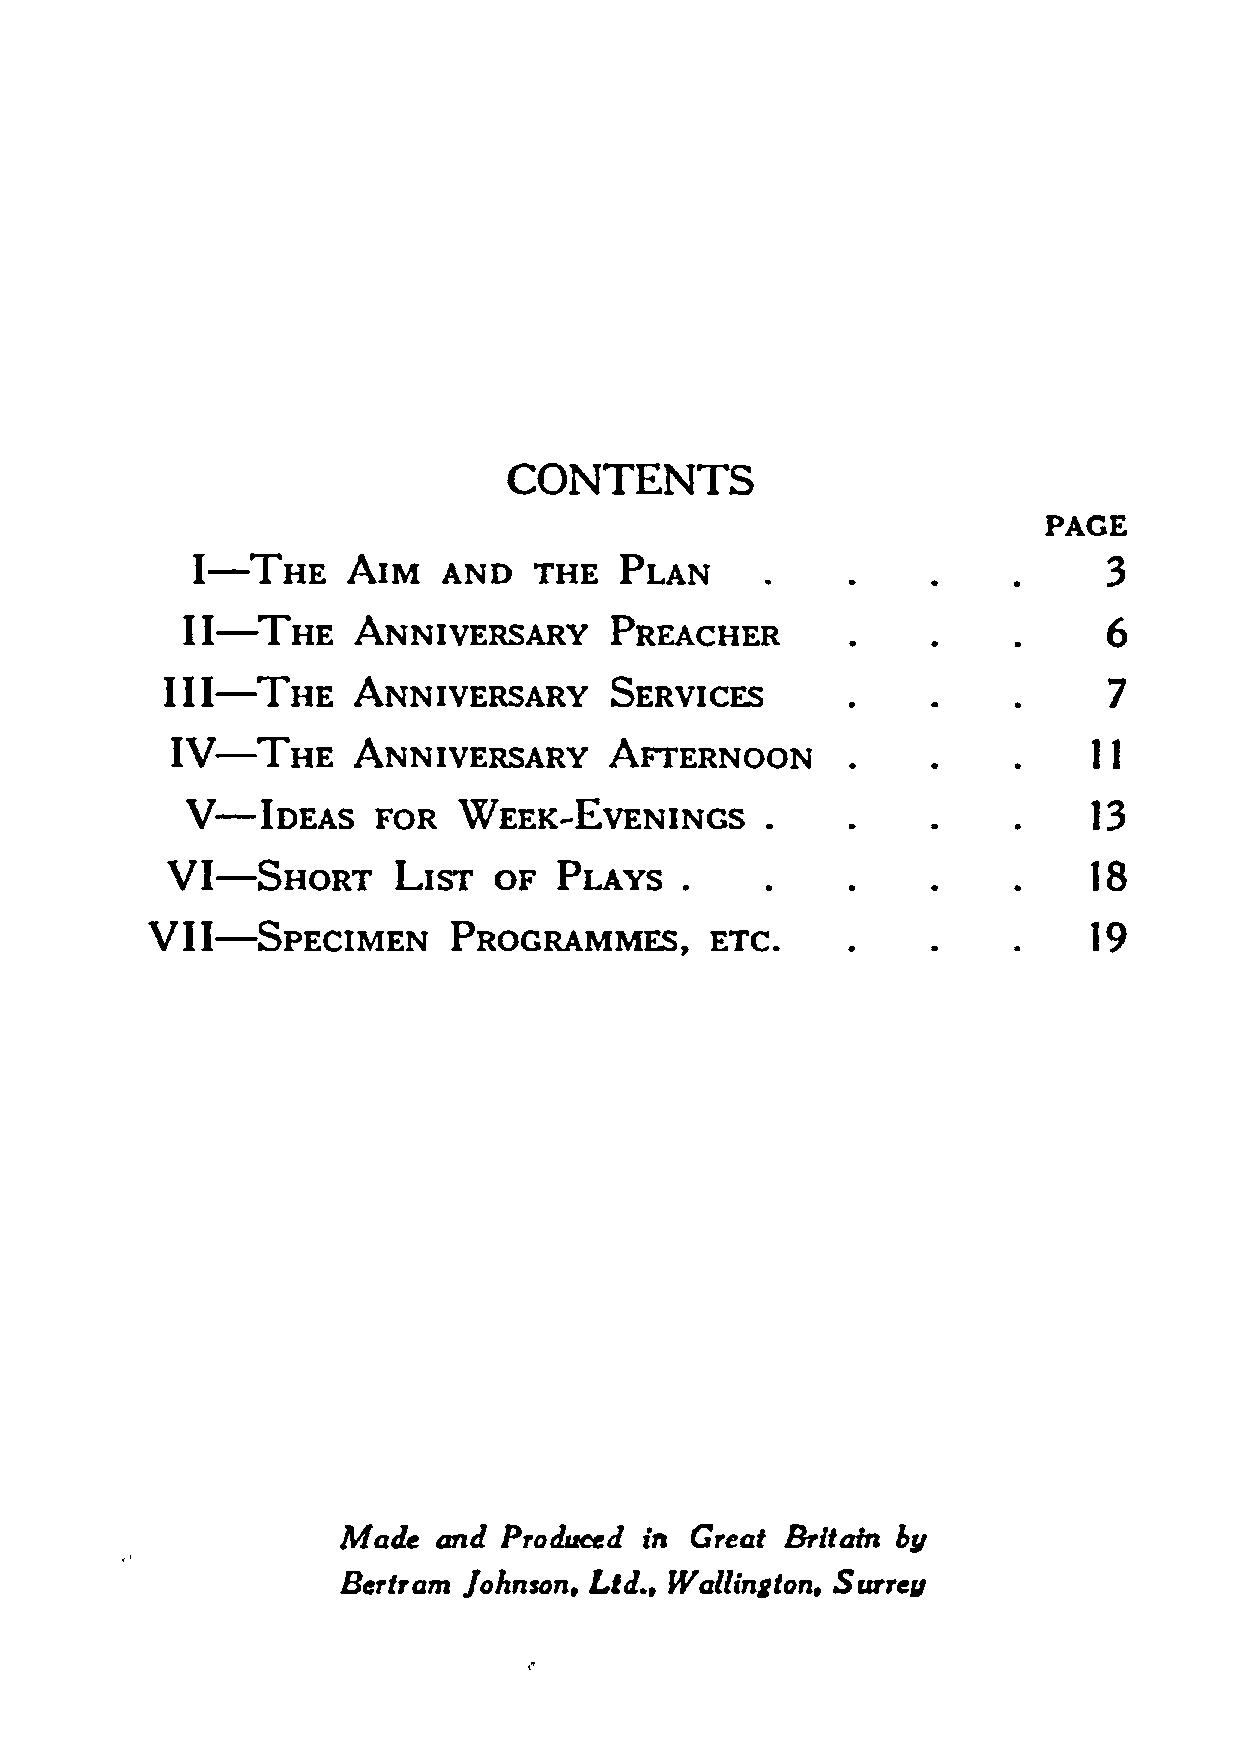 CONTENTS
PAGE
I—The Aim and the Plan . . . . 3
II—The Anniversary Preacher . . . 6
III—The Anniversary Services . . . 7
IV—The Anniversary Afternoon . . . 11
V—Ideas for Week-Evenings . . . . 13
VI—Short List of Plays . . . . . 18
VII—Specimen Programmes, etc. . . . 19
Made and Produced in Great Britain by
Bertram Johnson, Ltd., Wallington, Surrey